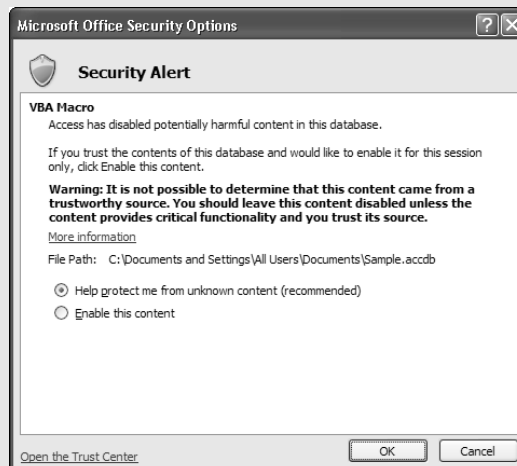 Microsoft Office Security Options
Security Alert
VBA Macro
Access has disabled potentially harmful content in this database.
If you trust the contents of this database and would like to enable it for this session
only, click Enable this content.
Warning: It is not possible to determine that this content came from a
trustworthy source. You should leave this content disabled unless the
content provides critical functionality and you trust its source.
More information
File Path: C:\Documents and Settings\All Users\Documents\Sample.accdb
Help protect me from unknown content (recommended)
Enable this content
Open the Trust Center
OK
Cancel